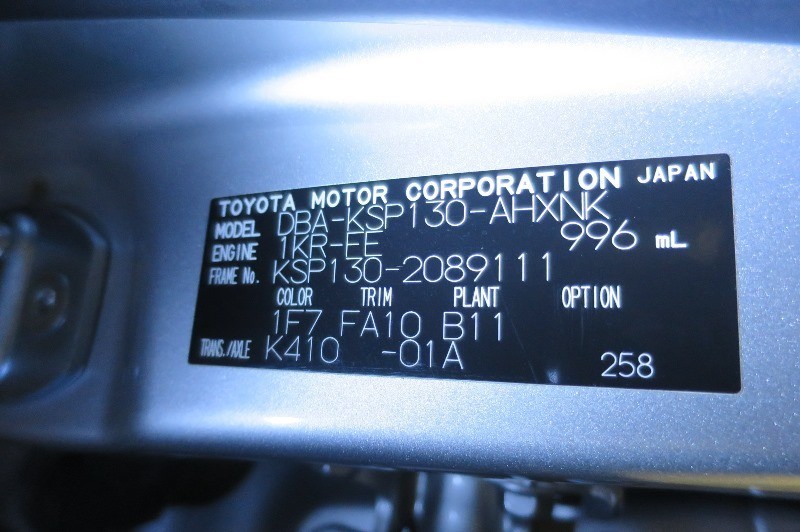 TOYOTA MOTOR CORPORATION JAPAN
MODEL DBA-KSP130-AHXNK
ENGINE 1KR-FE 996 mL
FRAME No. KSP130-2089111
COLOR TRIM PLANT OPTION
1F7 FA10 B11
TRANS./AXLE K410 -01A 258